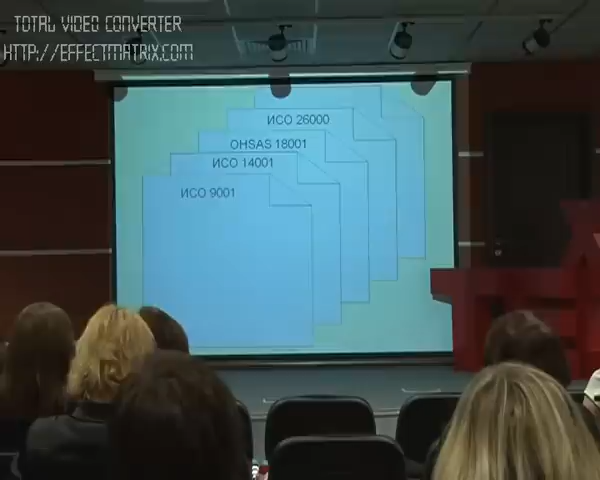 TOTAL VIDEO CONVERTER
HTTP://EFFECTMATRIX.COM
ИСО 26000
OHSAS 18001
ИСО 14001
ИСО 9001